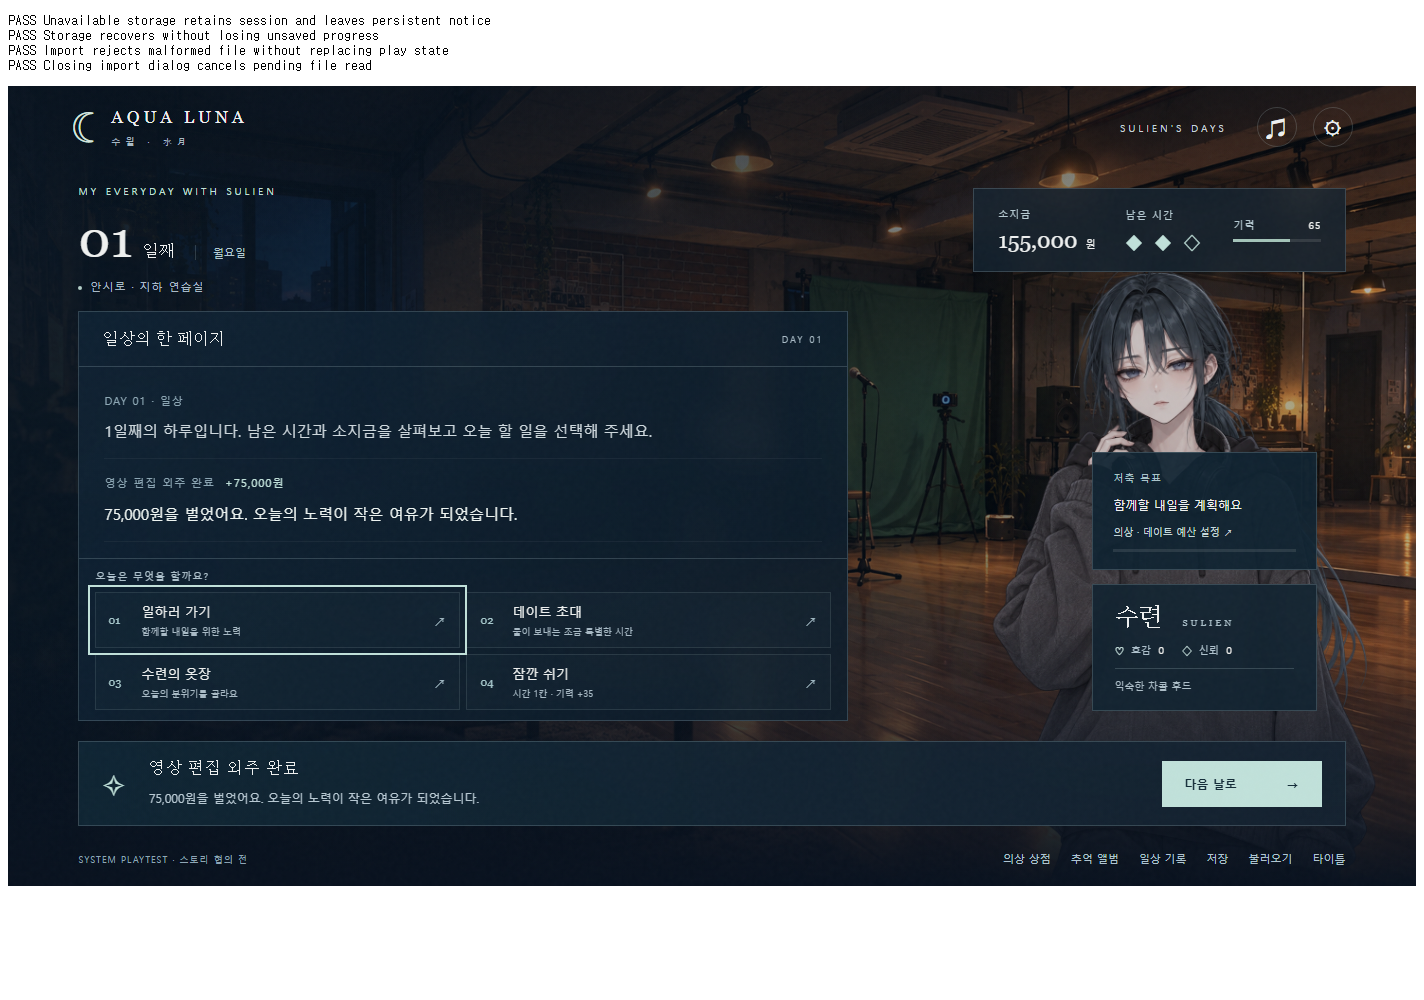 PASS Unavailable storage retains session and leaves persistent notice
PASS Storage recovers without losing unsaved progress
PASS Import rejects malformed file without replacing play state
PASS Closing import dialog cancels pending file read
AQUA LUNA
수월 · 水月
SULIEN'S DAYS
MY EVERYDAY WITH SULIEN
01 일째 월요일
안시로 · 지하 연습실
소지금
155,000 원
남은 시간
기력 65
일상의 한 페이지
DAY 01
DAY 01 · 일상
1일째의 하루입니다. 남은 시간과 소지금을 살펴보고 오늘 할 일을 선택해 주세요.
영상 편집 외주 완료 +75,000원
75,000원을 벌었어요. 오늘의 노력이 작은 여유가 되었습니다.
오늘은 무엇을 할까요?
01 일하러 가기 ↗
함께할 내일을 위한 노력
02 데이트 초대 ↗
둘이 보내는 조금 특별한 시간
03 수련의 옷장 ↗
오늘의 분위기를 골라요
04 잠깐 쉬기 ↗
시간 1칸 · 기력 +35
저축 목표
함께할 내일을 계획해요
의상 · 데이트 예산 설정 ↗
수련 SULIEN
♡ 호감 0 ◇ 신뢰 0
익숙한 차콜 후드
영상 편집 외주 완료
75,000원을 벌었어요. 오늘의 노력이 작은 여유가 되었습니다.
다음 날로 →
SYSTEM PLAYTEST · 스토리 협의 전
의상 상점 추억 앨범 일상 기록 저장 불러오기 타이틀